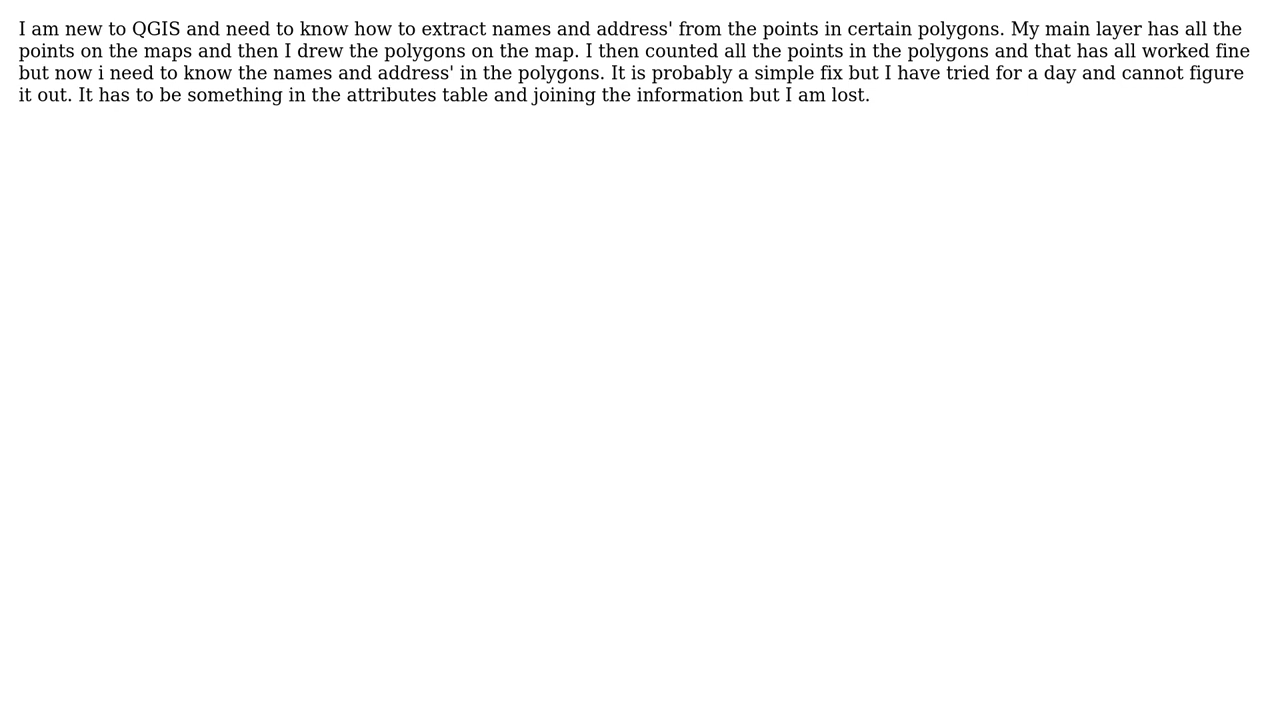 I am new to QGIS and need to know how to extract names and address' from the points in certain polygons. My main layer has all the
points on the maps and then I drew the polygons on the map. I then counted all the points in the polygons and that has all worked fine
but now i need to know the names and address' in the polygons. It is probably a simple fix but I have tried for a day and cannot figure
it out. It has to be something in the attributes table and joining the information but I am lost.